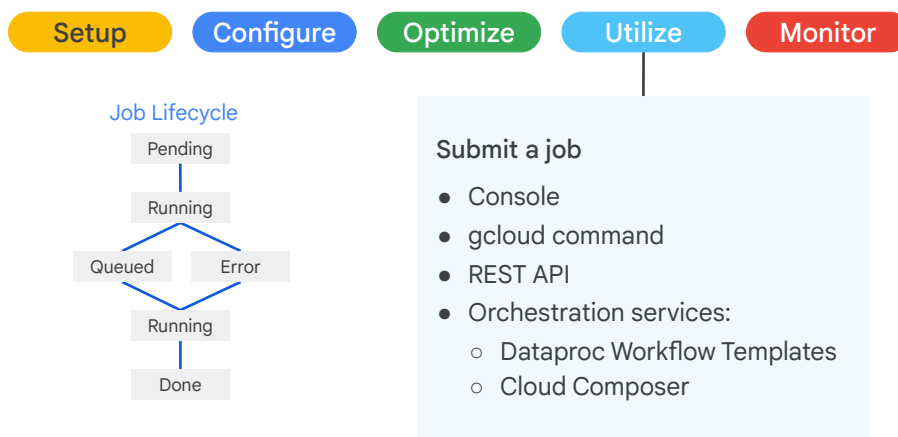 Setup
Configure
Optimize
Utilize
Monitor
Job Lifecycle
Pending
Running
Queued
Error
Running
Done
Submit a job
● Console
● gcloud command
● REST API
● Orchestration services:
○ Dataproc Workflow Templates
○ Cloud Composer